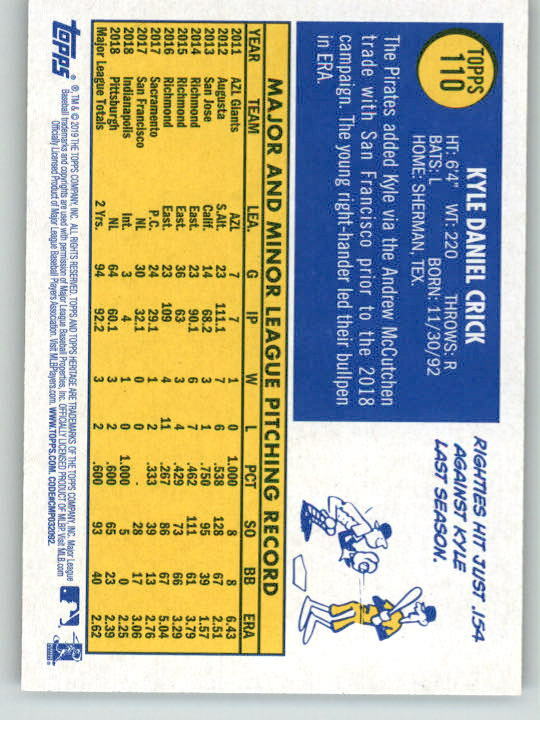 TOPPS
110
KYLE DANIEL CRICK
HT: 6'4" WT: 220 THROWS: R
BATS: L BORN: 11/30/92
HOME: SHERMAN, TEX.
The Pirates added Kyle via the Andrew McCutchen
trade with San Francisco prior to the 2018
campaign. The young right-hander led their bullpen
in ERA.
RIGHTIES HIT JUST .154
AGAINST KYLE
LAST SEASON.
MAJOR AND MINOR LEAGUE PITCHING RECORD
YEAR TEAM LEA. G IP W L PCT SO BB ERA
2011 AZL Giants AZL 7 7 1 0 1.000 8 8 6.43
2012 Augusta S.Atl. 23 111.1 7 6 .538 128 67 2.51
2013 San Jose Calif. 14 68.2 3 1 .750 95 39 1.57
2014 Richmond East. 23 90.1 6 7 .462 111 61 3.79
2015 Richmond East. 36 63 3 4 .429 73 66 3.29
2016 Richmond East. 23 109 4 11 .267 86 67 5.04
2017 Sacramento P.C. 24 29.1 1 2 .333 39 13 2.76
2017 San Francisco NL 30 32.1 0 0 - 28 17 3.06
2018 Indianapolis Int. 3 4 1 0 1.000 5 0 2.25
2018 Pittsburgh NL 64 60.1 3 2 .600 65 23 2.39
Major League Totals 2 Yrs. 94 92.2 3 2 .600 93 40 2.62
topps ®, TM & © 2019 THE TOPPS COMPANY, INC. ALL RIGHTS RESERVED. TOPPS AND TOPPS HERITAGE ARE TRADEMARKS OF THE TOPPS COMPANY, INC. Major League
Baseball trademarks and copyrights are used with permission of Major League Baseball Properties, Inc. OFFICIALLY LICENSED PRODUCT OF MLBP. Visit MLB.com
Officially Licensed Product of Major League Baseball Players Association. Visit MLBPlayers.com. WWW.TOPPS.COM. CODE#CMP032092.